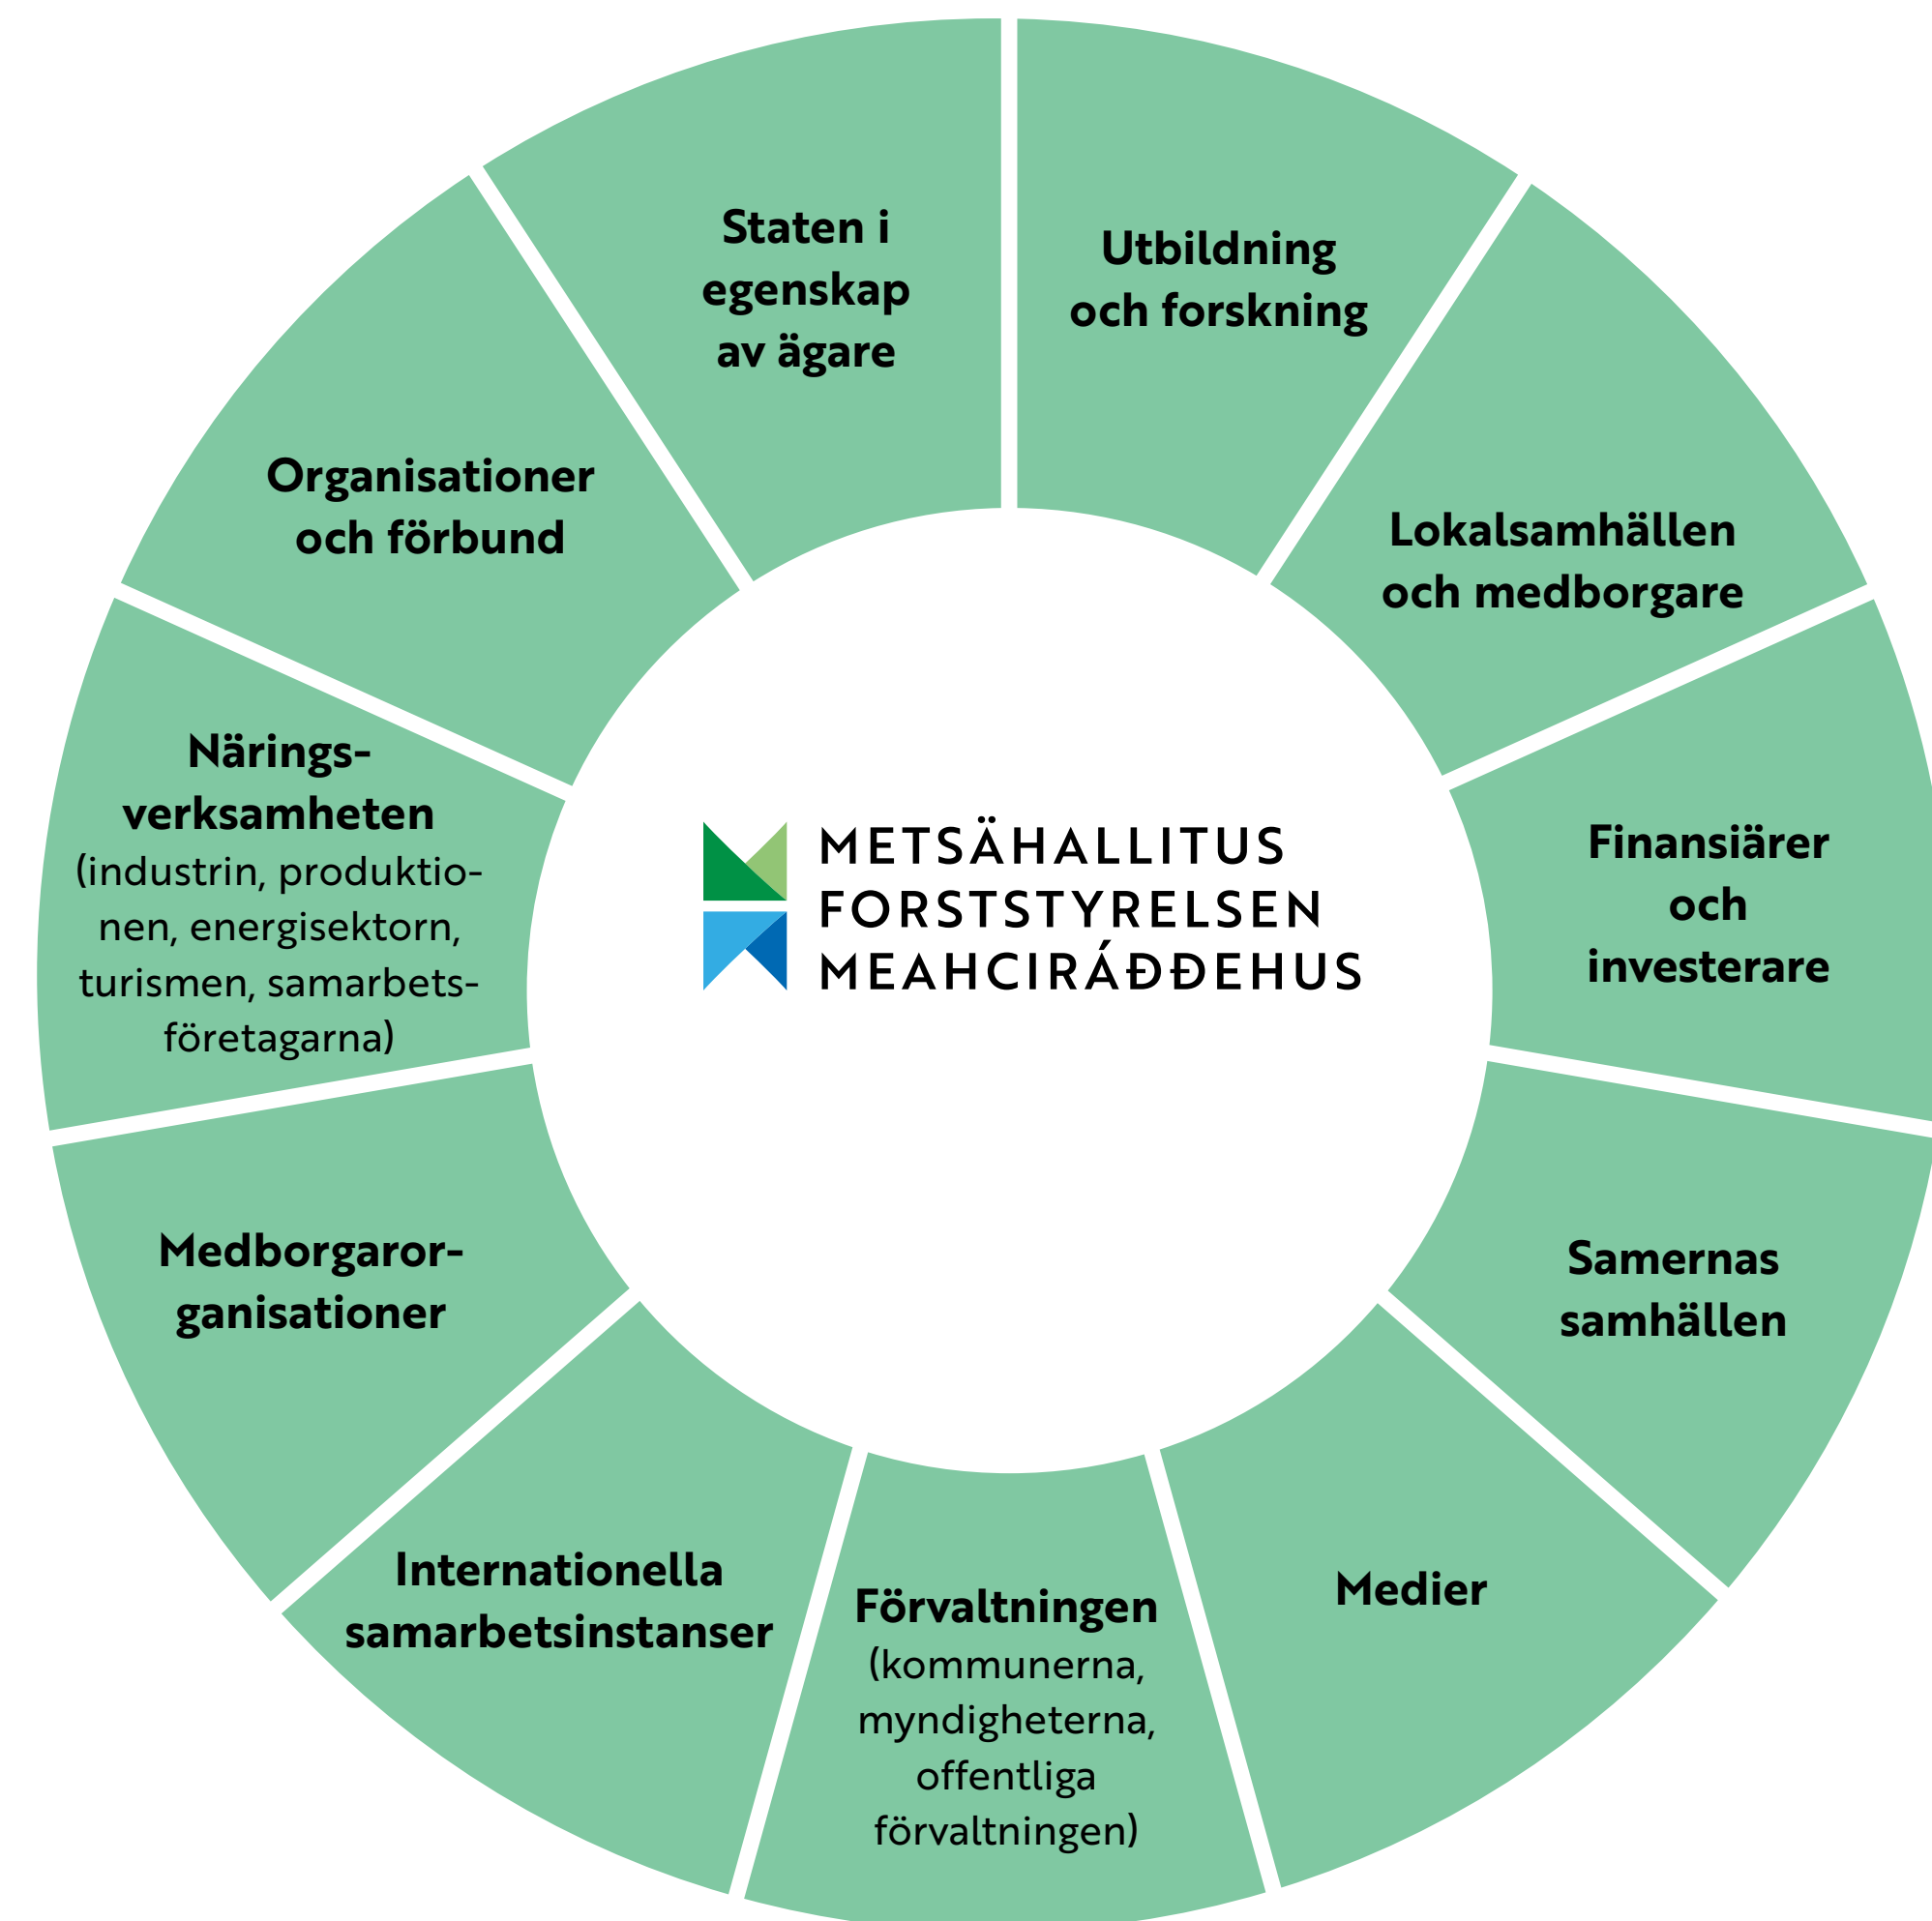 Staten i
egenskap
av ägare
Utbildning
och forskning
Lokalsamhällen
och medborgare
Finansiärer
och
investerare
Samernas
samhällen
Medier
Förvaltningen
(kommunerna,
myndigheterna,
offentliga
förvaltningen)
Internationella
samarbetsinstanser
Medborgaror-
ganisationer
Närings-
verksamheten
(industrin, produktio-
nen, energisektorn,
turismen, samarbets-
företagarna)
Organisationer
och förbund
METSÄHALLITUS
FORSTSTYRELSEN
MEAHCIRÁĐĐEHUS